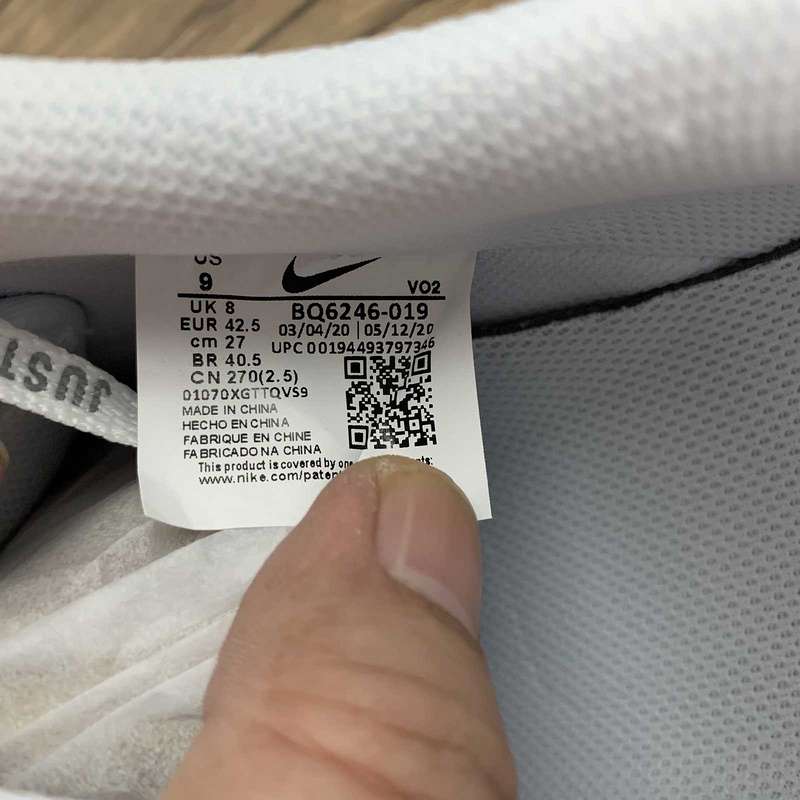 US
9
VO2
UK 8
BQ6246-019
EUR 42.5
03/04/20 | 05/12/20
cm 27
UPC 00194493797346
BR 40.5
CN 270(2.5)
01070XGTTQVS9
MADE IN CHINA
HECHO EN CHINA
FABRIQUE EN CHINE
FABRICADO NA CHINA
This product is covered by one
www.nike.com/patent
JUST